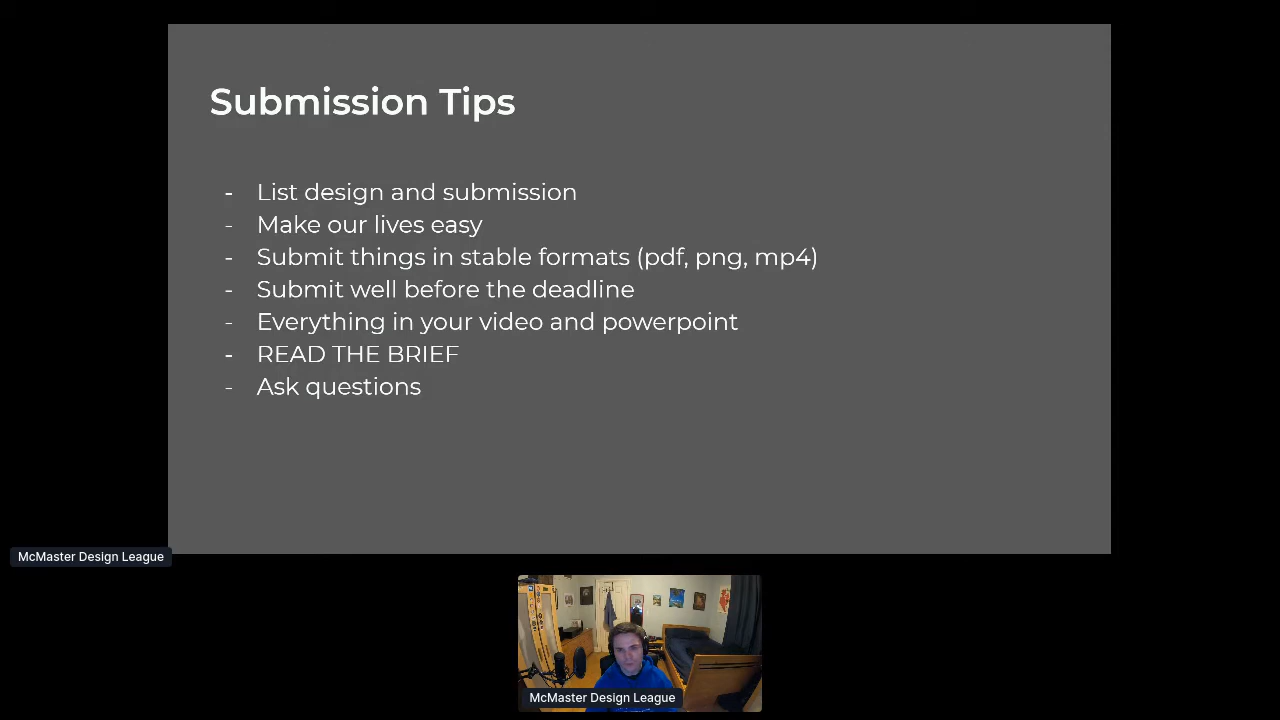 Submission Tips
- List design and submission
- Make our lives easy
- Submit things in stable formats (pdf, png, mp4)
- Submit well before the deadline
- Everything in your video and powerpoint
- READ THE BRIEF
- Ask questions
McMaster Design League
McMaster Design League